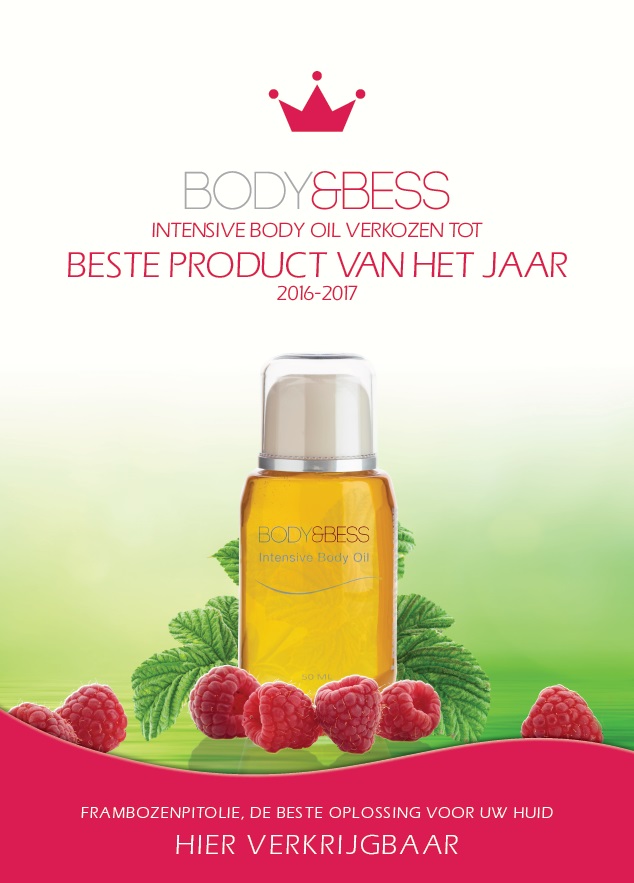 BODY&BESS
INTENSIVE BODY OIL VERKOZEN TOT
BESTE PRODUCT VAN HET JAAR
2016-2017
BODY&BESS
Intensive Body Oil
50 ML
FRAMBOZENPITOLIE, DE BESTE OPLOSSING VOOR UW HUID
HIER VERKRIJGBAAR